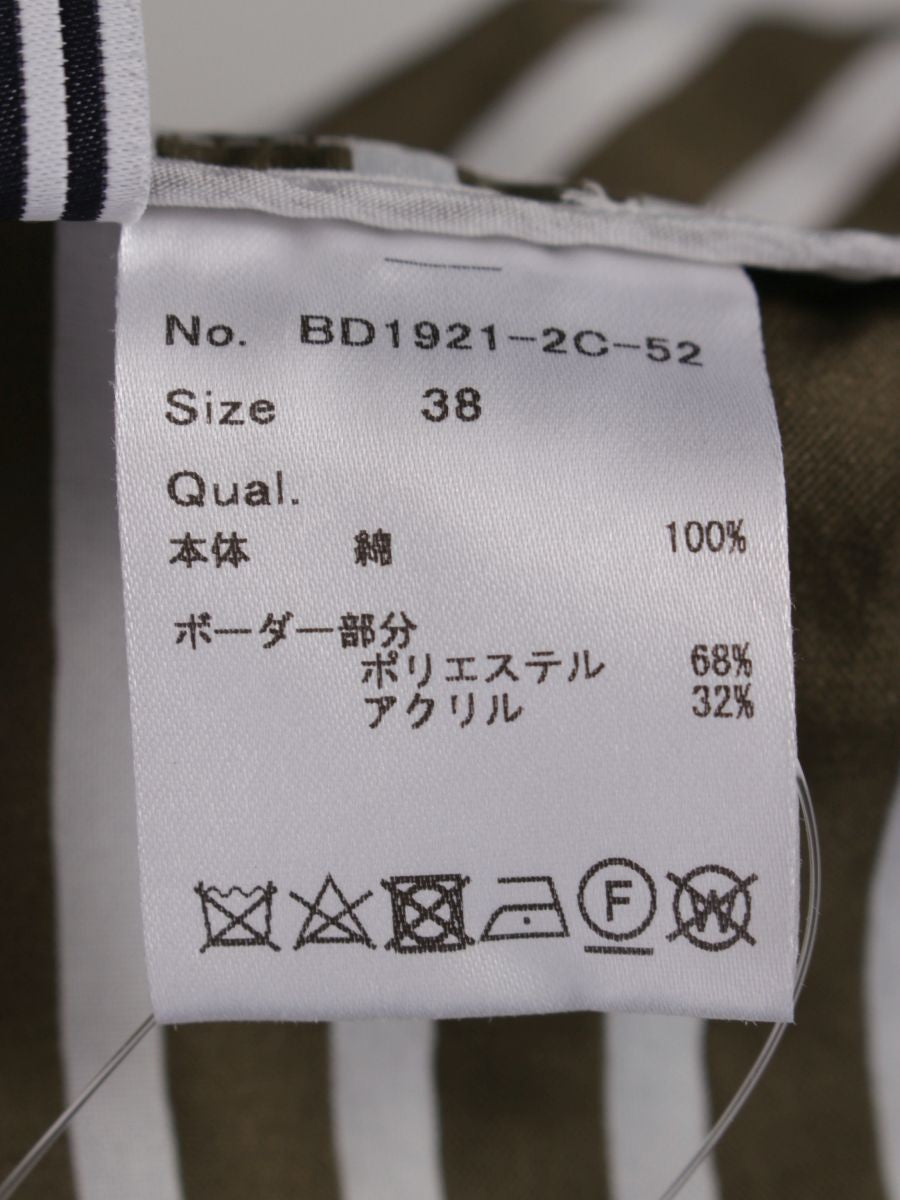 No. BD1921-2C-52
Size 38
Qual.
本体 綿 100%
ボーダー部分
ポリエステル 68%
アクリル 32%
F W